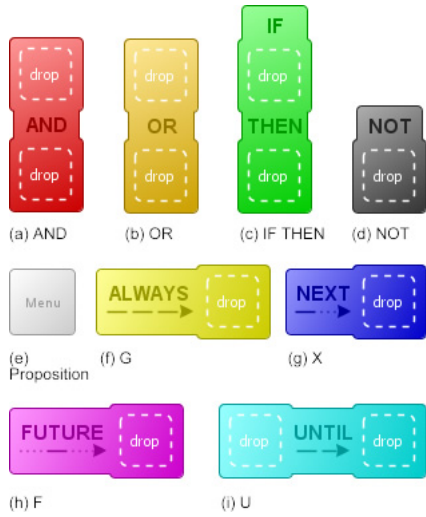 IF
drop
drop
drop
AND
OR
THEN
NOT
drop
drop
drop
drop
(a) AND
(b) OR
(c) IF THEN
(d) NOT
Menu
ALWAYS
drop
NEXT
drop
(e)
Proposition
(f) G
(g) X
FUTURE
drop
drop
UNTIL
drop
(h) F
(i) U